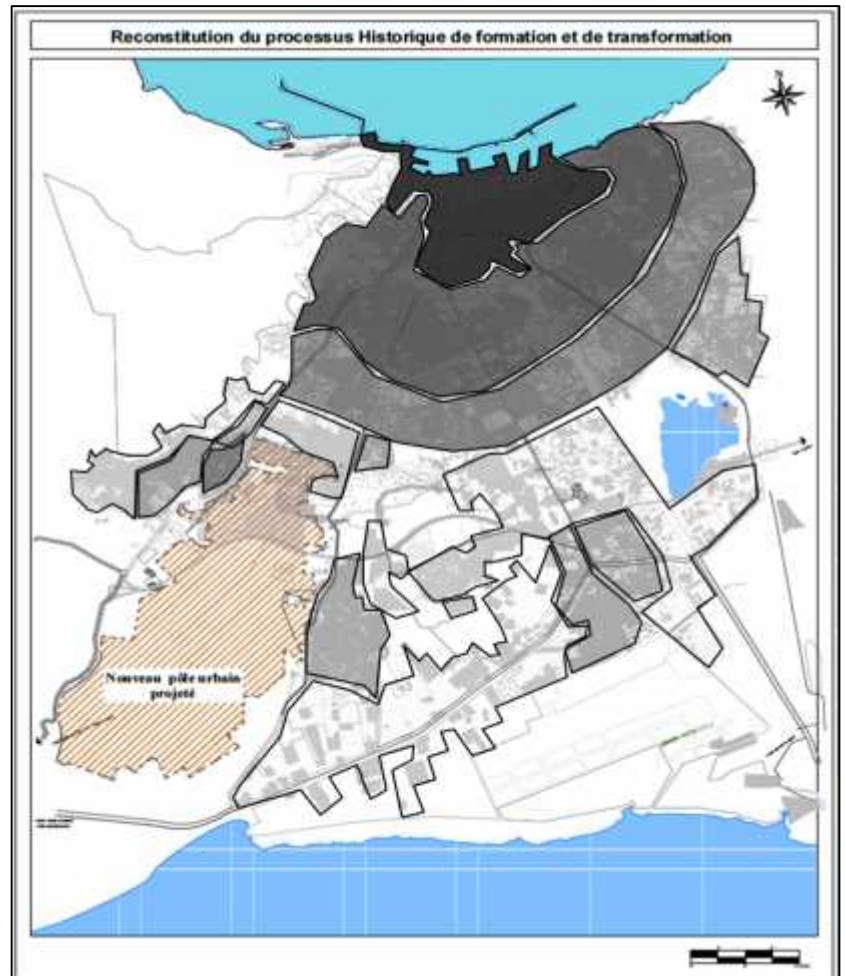 Reconstitution du processus Historique de formation et de transformation
N
Nouveau pôle urbain
projeté